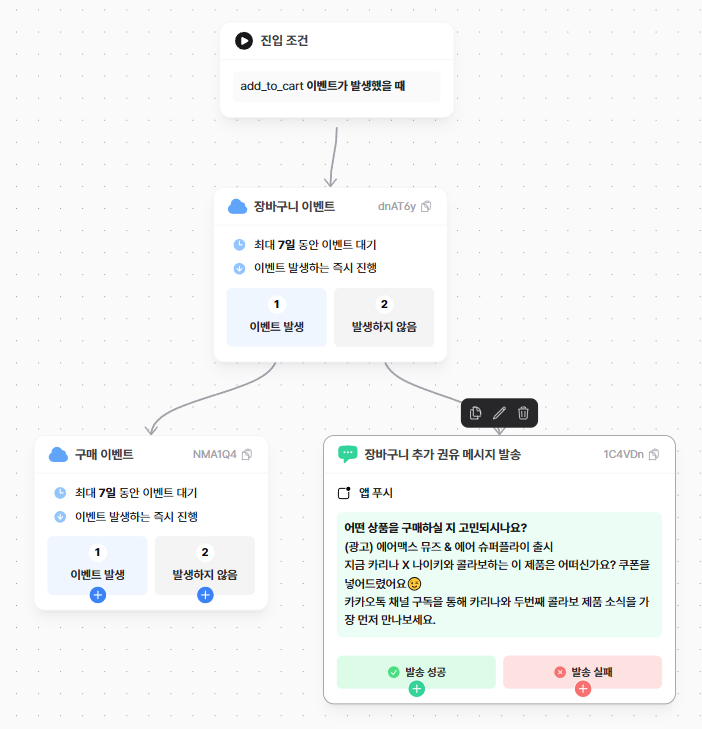 진입 조건
add_to_cart 이벤트가 발생했을 때
장바구니 이벤트 dnAT6y
최대 7일 동안 이벤트 대기
이벤트 발생하는 즉시 진행
1 2
이벤트 발생 발생하지 않음
구매 이벤트 NMA1Q4
최대 7일 동안 이벤트 대기
이벤트 발생하는 즉시 진행
1 2
이벤트 발생 발생하지 않음
장바구니 추가 권유 메시지 발송 1C4VDn
앱 푸시
어떤 상품을 구매하실 지 고민되시나요?
(광고) 에어맥스 뮤즈 & 에어 슈퍼플라이 출시
지금 카리나 X 나이키와 콜라보하는 이 제품은 어떠신가요? 쿠폰을
넣어드렸어요😉
카카오톡 채널 구독을 통해 카리나와 두번째 콜라보 제품 소식을 가
장 먼저 만나보세요.
발송 성공 발송 실패